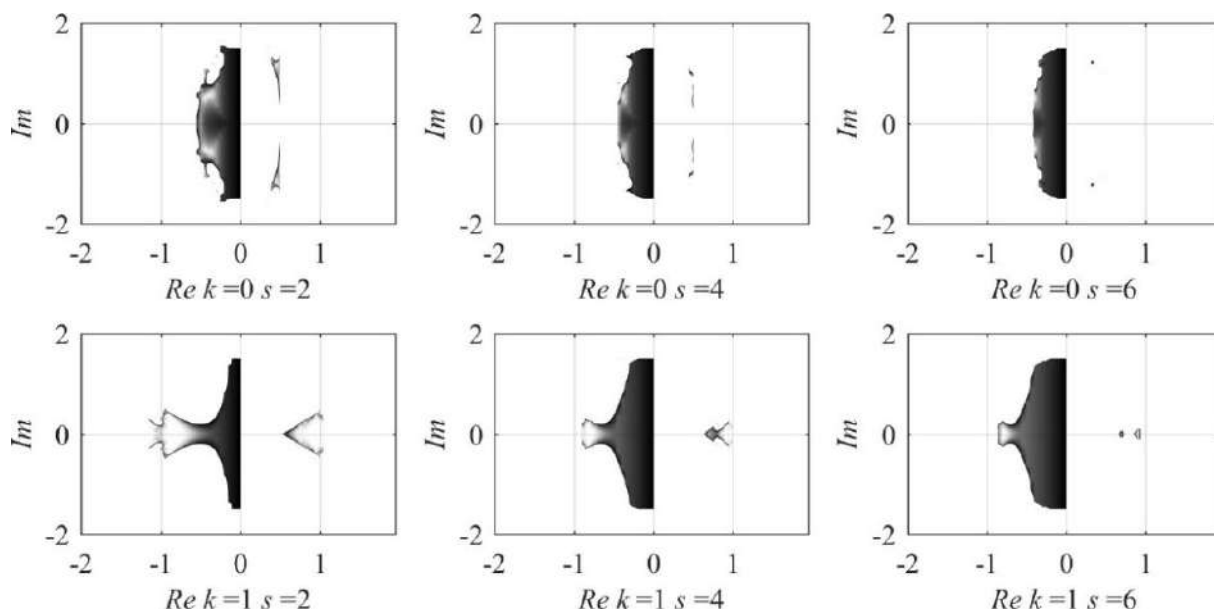 2 2 2
Im 0 Im 0 Im 0
-2 -2 -2
-2 -1 0 1 -2 -1 0 1 -2 -1 0 1
Re k=0 s=2 Re k=0 s=4 Re k=0 s=6
2 2 2
Im 0 Im 0 Im 0
-2 -2 -2
-2 -1 0 1 -2 -1 0 1 -2 -1 0 1
Re k=1 s=2 Re k=1 s=4 Re k=1 s=6